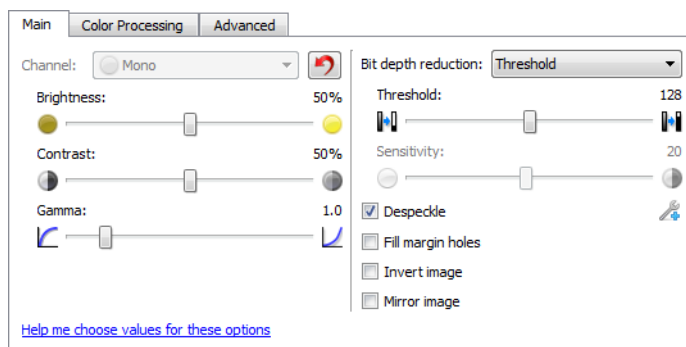 Main Color Processing Advanced
Channel: Mono
Brightness: 50%
Contrast: 50%
Gamma: 1.0
Help me choose values for these options
Bit depth reduction: Threshold
Threshold: 128
Sensitivity: 20
Despeckle
Fill margin holes
Invert image
Mirror image